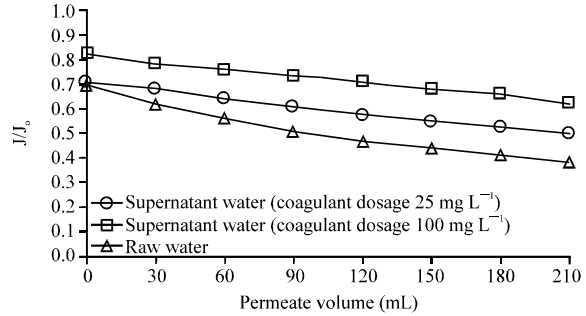 1.0
0.9
0.8
0.7
0.6
0.5
0.4
0.3
0.2
0.1
0.0
J/J₀
Supernatant water (coagulant dosage 25 mg L⁻¹)
Supernatant water (coagulant dosage 100 mg L⁻¹)
Raw water
0 30 60 90 120 150 180 210
Permeate volume (mL)